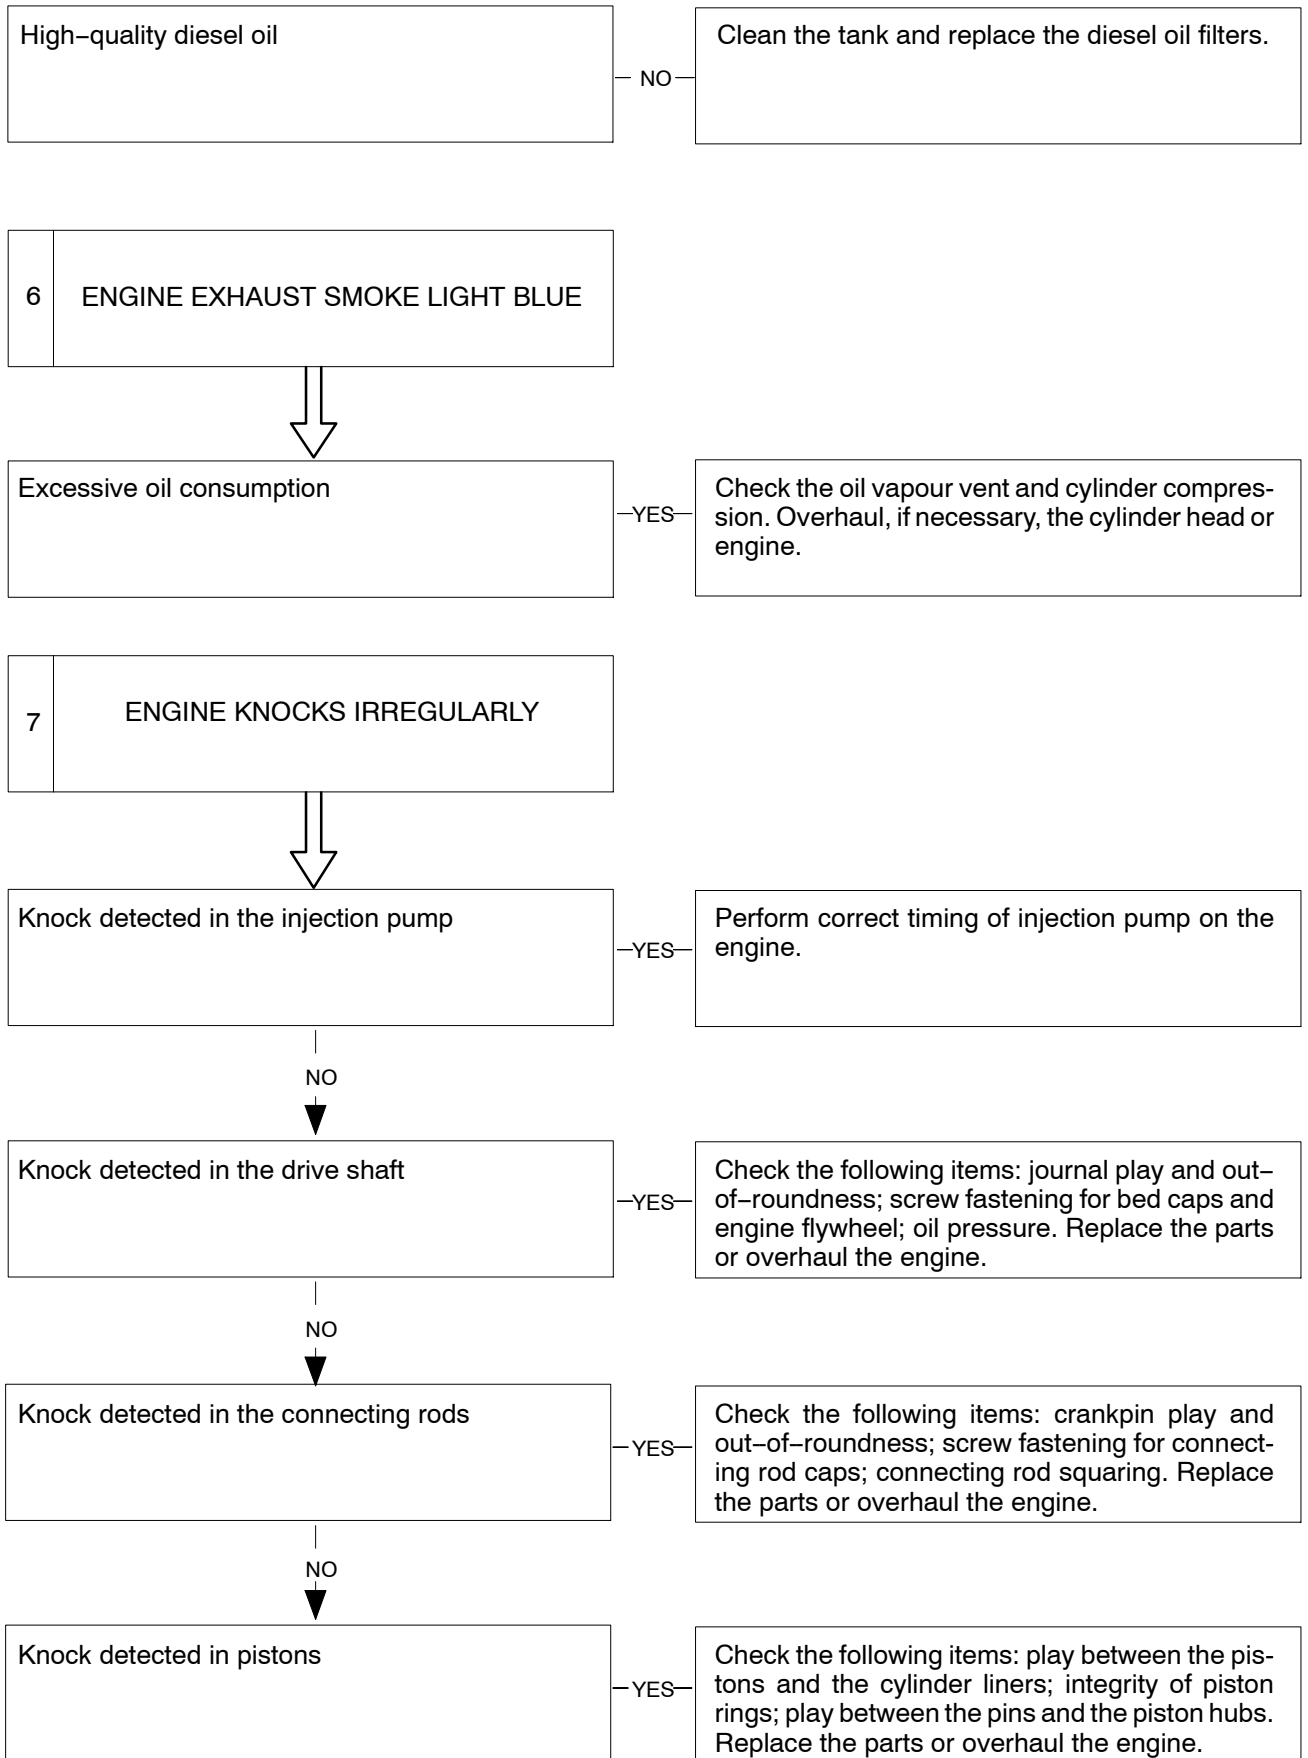 High–quality diesel oil
NO
Clean the tank and replace the diesel oil filters.
6
ENGINE EXHAUST SMOKE LIGHT BLUE
Excessive oil consumption
YES
Check the oil vapour vent and cylinder compres-
sion. Overhaul, if necessary, the cylinder head or
engine.
7
ENGINE KNOCKS IRREGULARLY
Knock detected in the injection pump
YES
Perform correct timing of injection pump on the
engine.
NO
Knock detected in the drive shaft
YES
Check the following items: journal play and out–
of–roundness; screw fastening for bed caps and
engine flywheel; oil pressure. Replace the parts
or overhaul the engine.
NO
Knock detected in the connecting rods
YES
Check the following items: crankpin play and
out–of–roundness; screw fastening for connect-
ing rod caps; connecting rod squaring. Replace
the parts or overhaul the engine.
NO
Knock detected in pistons
YES
Check the following items: play between the pis-
tons and the cylinder liners; integrity of piston
rings; play between the pins and the piston hubs.
Replace the parts or overhaul the engine.